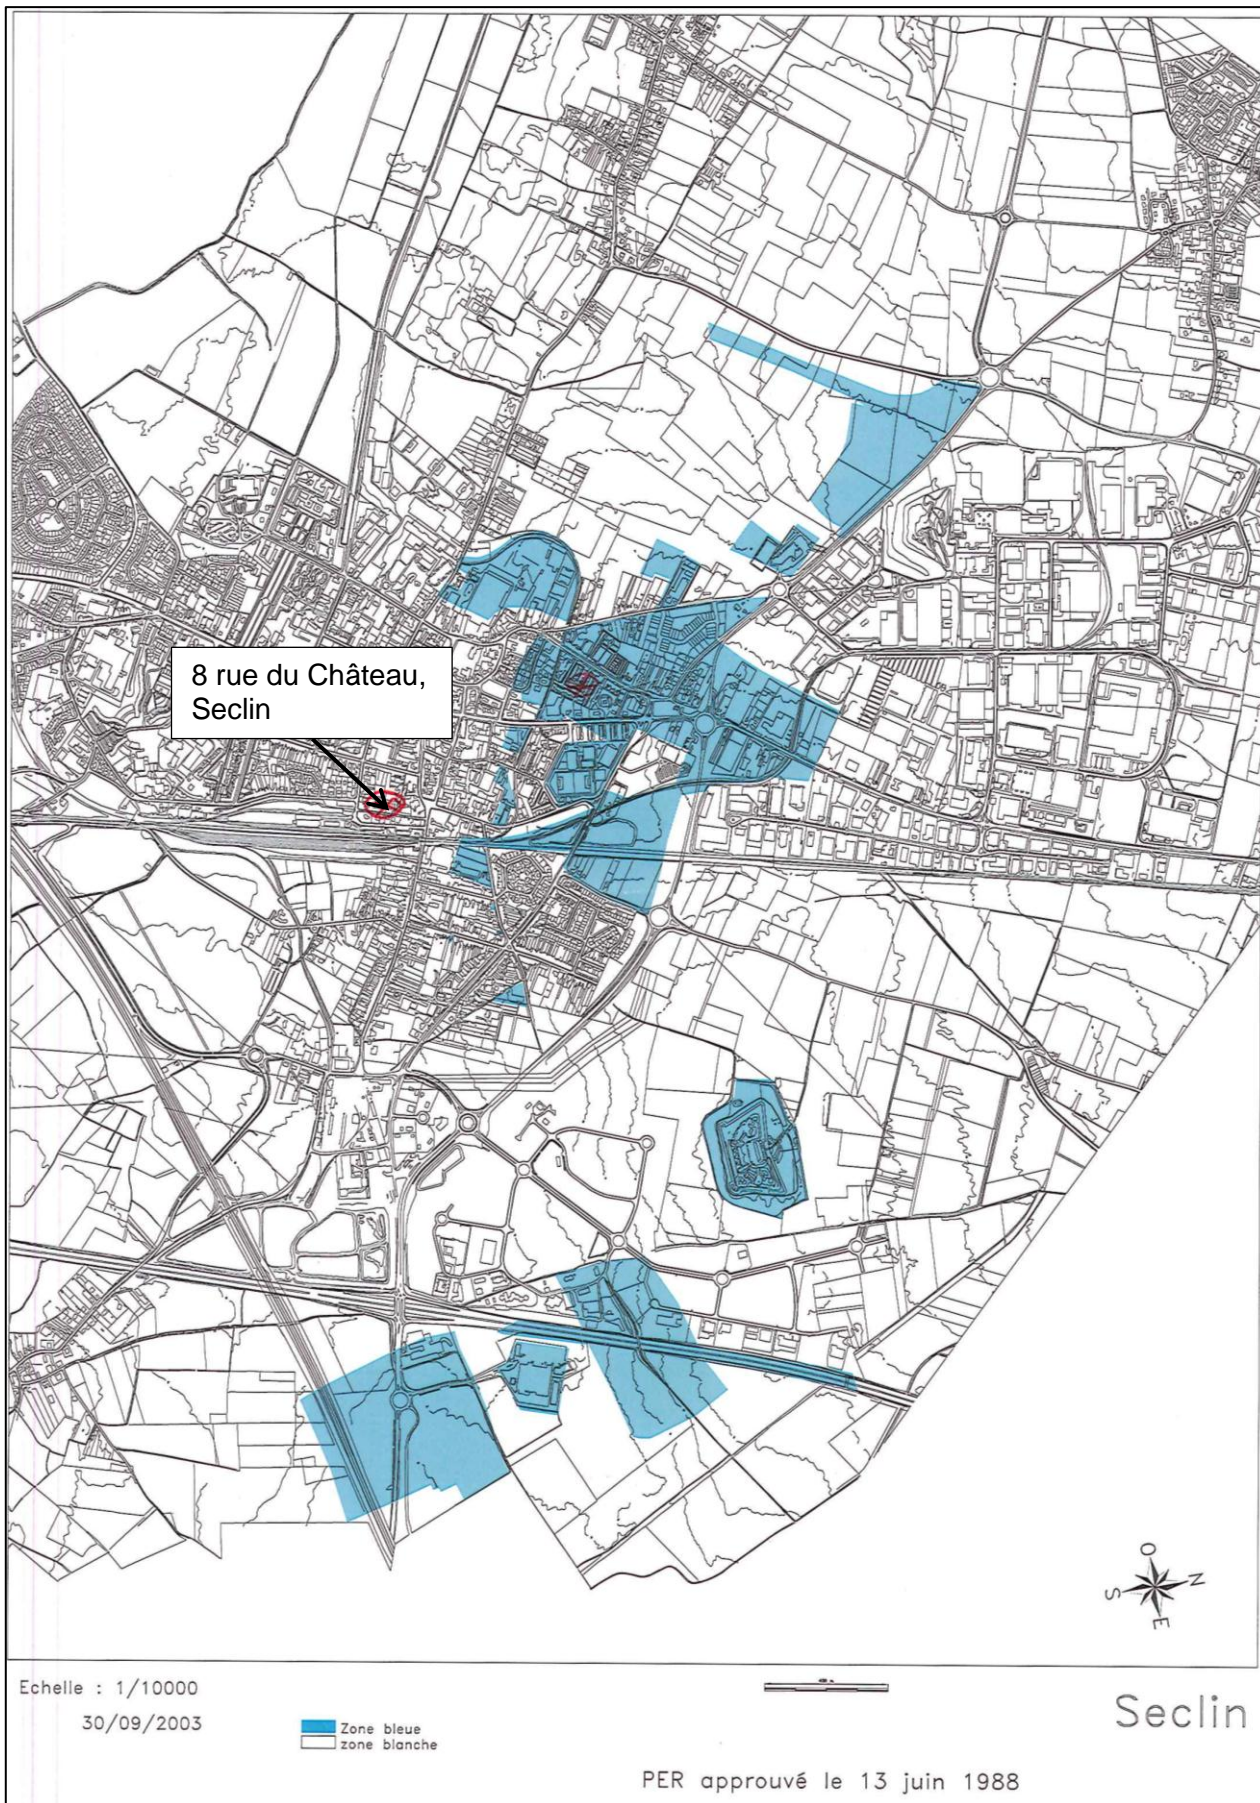 8 rue du Château,
Seclin
O
N
S
E
Echelle : 1/10000
30/09/2003
Zone bleue
zone blanche
Seclin
PER approuvé le 13 juin 1988